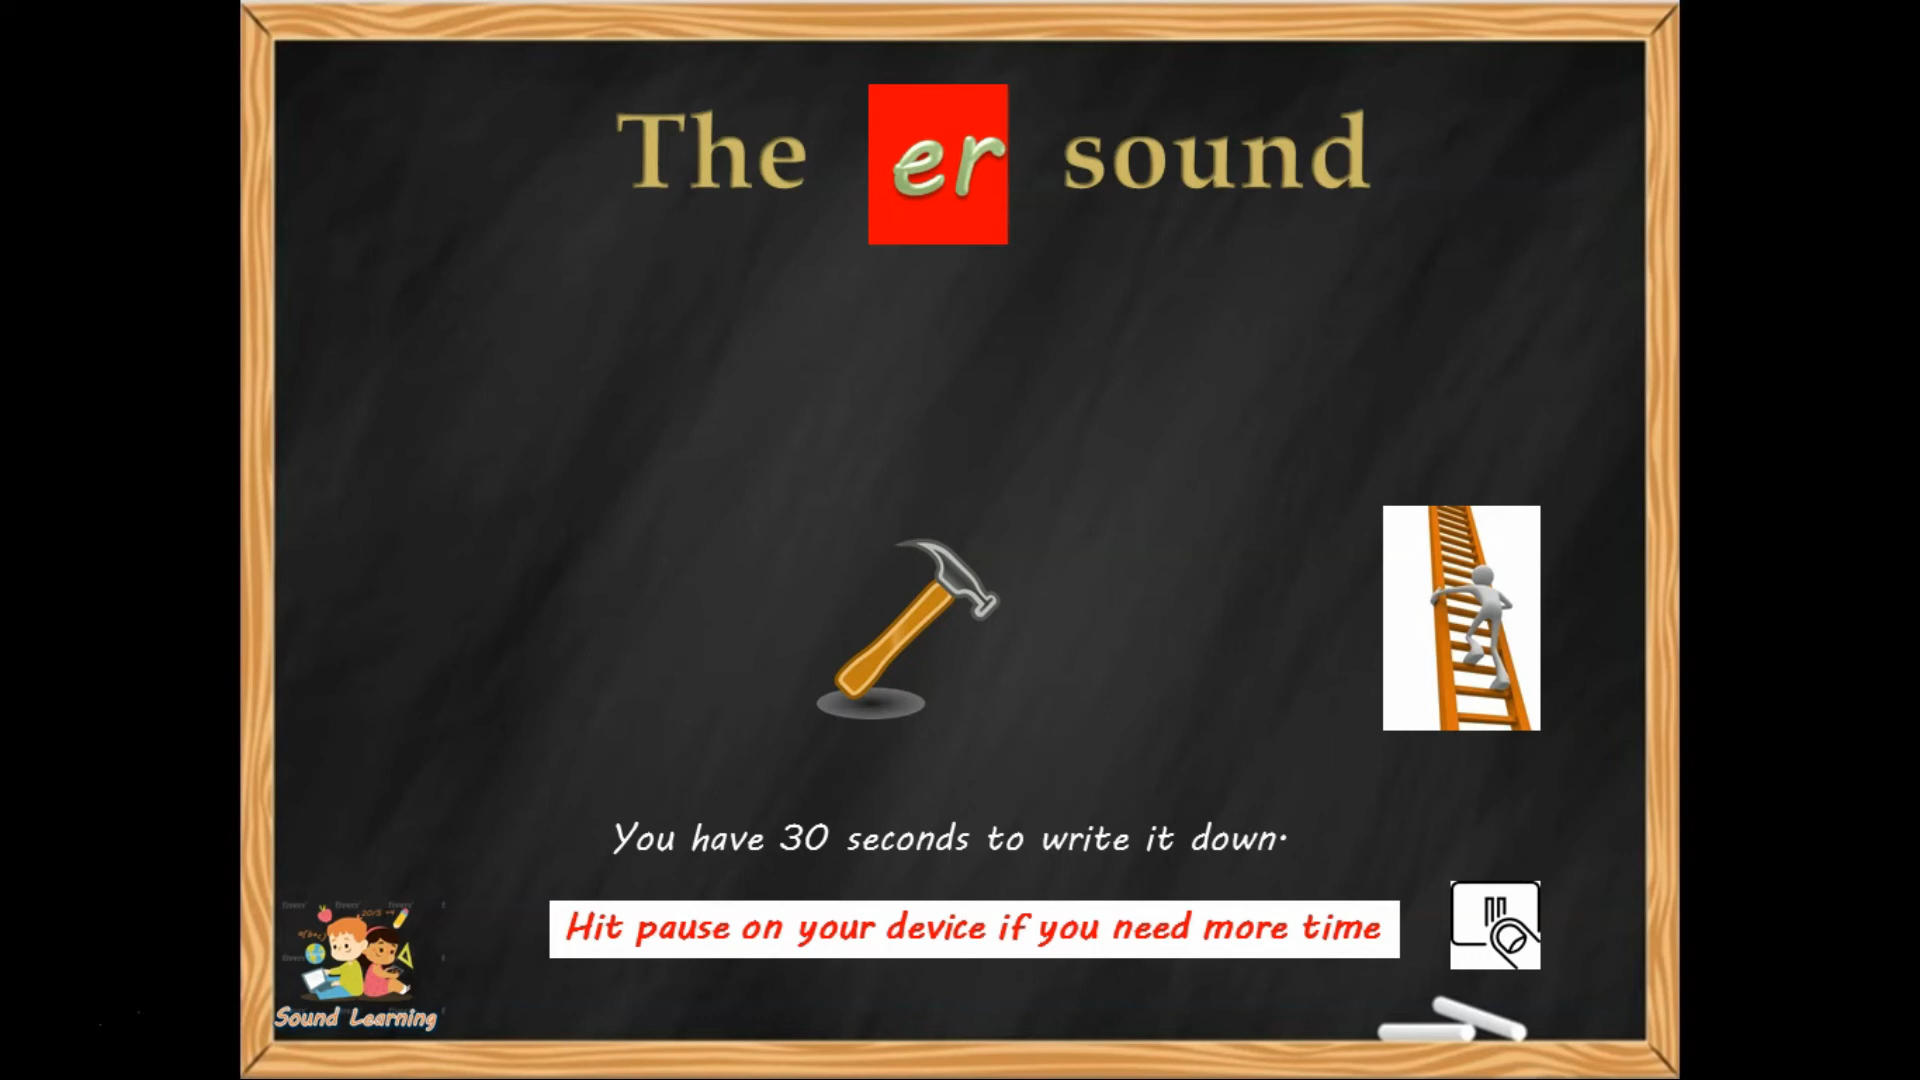 The er sound
You have 30 seconds to write it down.
Hit pause on your device if you need more time
Sound Learning